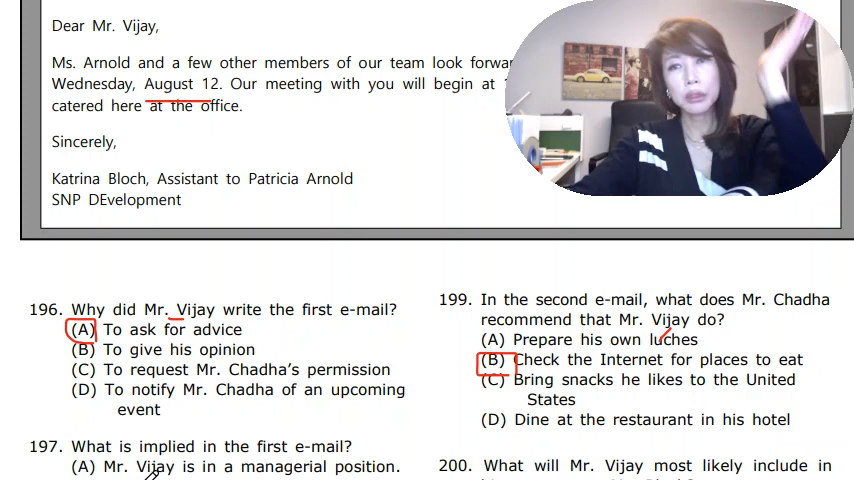 Dear Mr. Vijay,
Ms. Arnold and a few other members of our team look
Wednesday, August 12. Our meeting with you will begin at
catered here at the office.
Sincerely,
Katrina Bloch, Assistant to Patricia Arnold
SNP DEvelopment
196. Why did Mr. Vijay write the first e-mail?
(A) To ask for advice
(B) To give his opinion
(C) To request Mr. Chadha's permission
(D) To notify Mr. Chadha of an upcoming
event
197. What is implied in the first e-mail?
(A) Mr. Vijay is in a managerial position.
199. In the second e-mail, what does Mr. Chadha
recommend that Mr. Vijay do?
(A) Prepare his own luches
(B) Check the Internet for places to eat
(C) Bring snacks he likes to the United
States
(D) Dine at the restaurant in his hotel
200. What will Mr. Vijay most likely include in